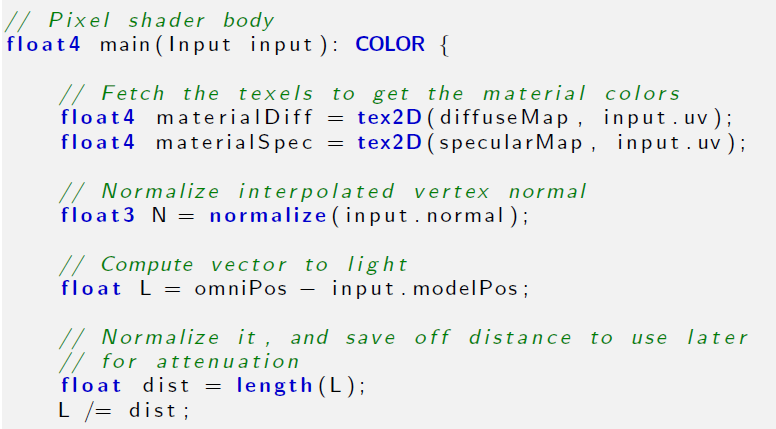 // Pixel shader body
float4 main(Input input): COLOR {
// Fetch the texels to get the material colors
float4 materialDiff = tex2D(diffuseMap, input.uv);
float4 materialSpec = tex2D(specularMap, input.uv);
// Normalize interpolated vertex normal
float3 N = normalize(input.normal);
// Compute vector to light
float L = omniPos − input.modelPos;
// Normalize it, and save off distance to use later
// for attenuation
float dist = length(L);
L /= dist;